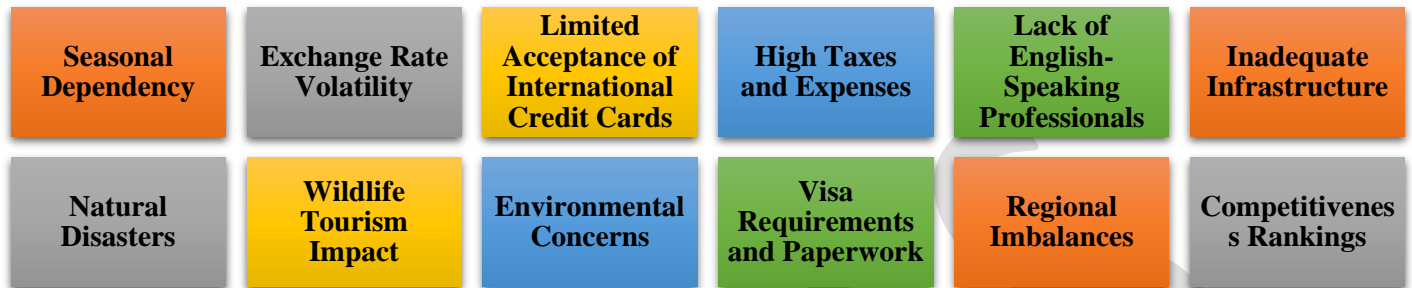 Seasonal
Dependency
Exchange Rate
Volatility
Limited
Acceptance of
International
Credit Cards
High Taxes
and Expenses
Lack of
English-
Speaking
Professionals
Inadequate
Infrastructure
Natural
Disasters
Wildlife
Tourism
Impact
Environmental
Concerns
Visa
Requirements
and Paperwork
Regional
Imbalances
Competitivenes
s Rankings